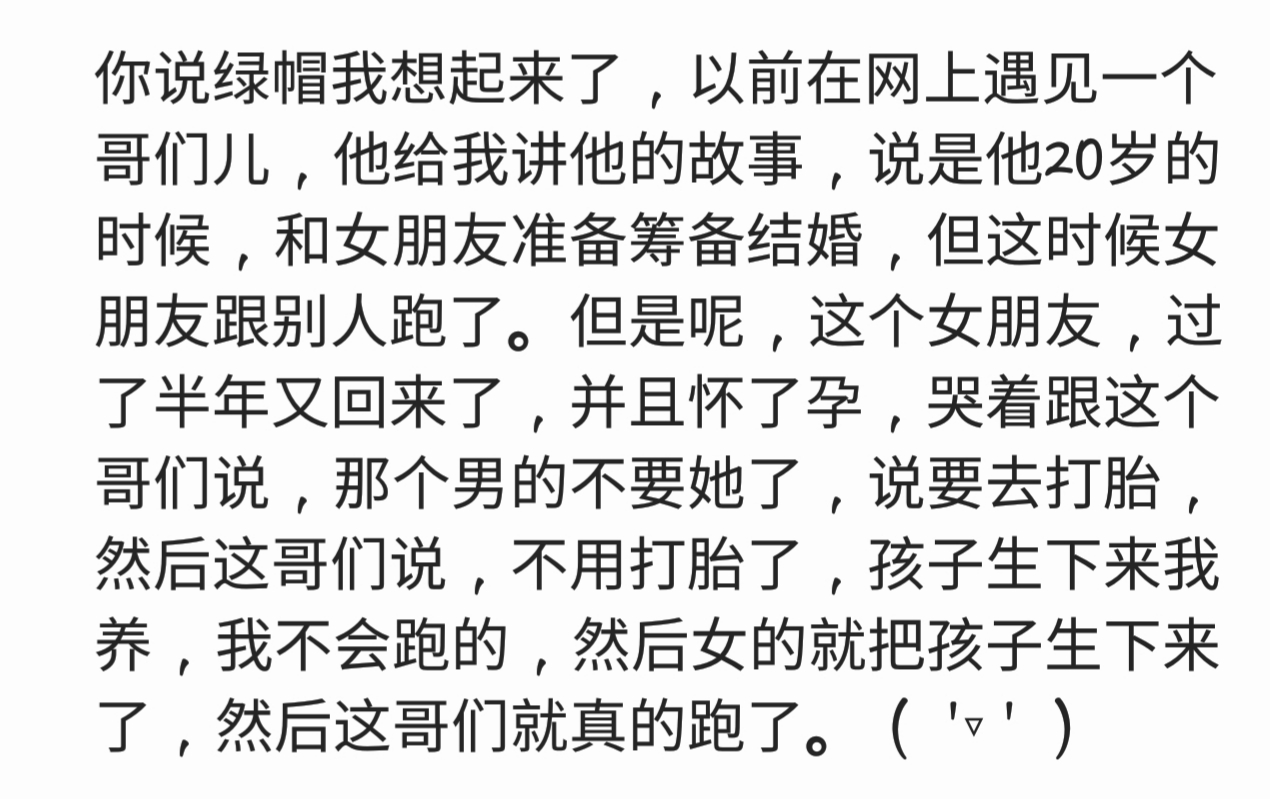 你说绿帽我想起来了，以前在网上遇见一个
哥们儿，他给我讲他的故事，说是他20岁的
时候，和女朋友准备筹备结婚，但这时候女
朋友跟别人跑了。但是呢，这个女朋友，过
了半年又回来了，并且怀了孕，哭着跟这个
哥们说，那个男的不要她了，说要去打胎，
然后这哥们说，不用打胎了，孩子生下来我
养，我不会跑的，然后女的就把孩子生下来
了，然后这哥们就真的跑了。（ '▿ ' ）